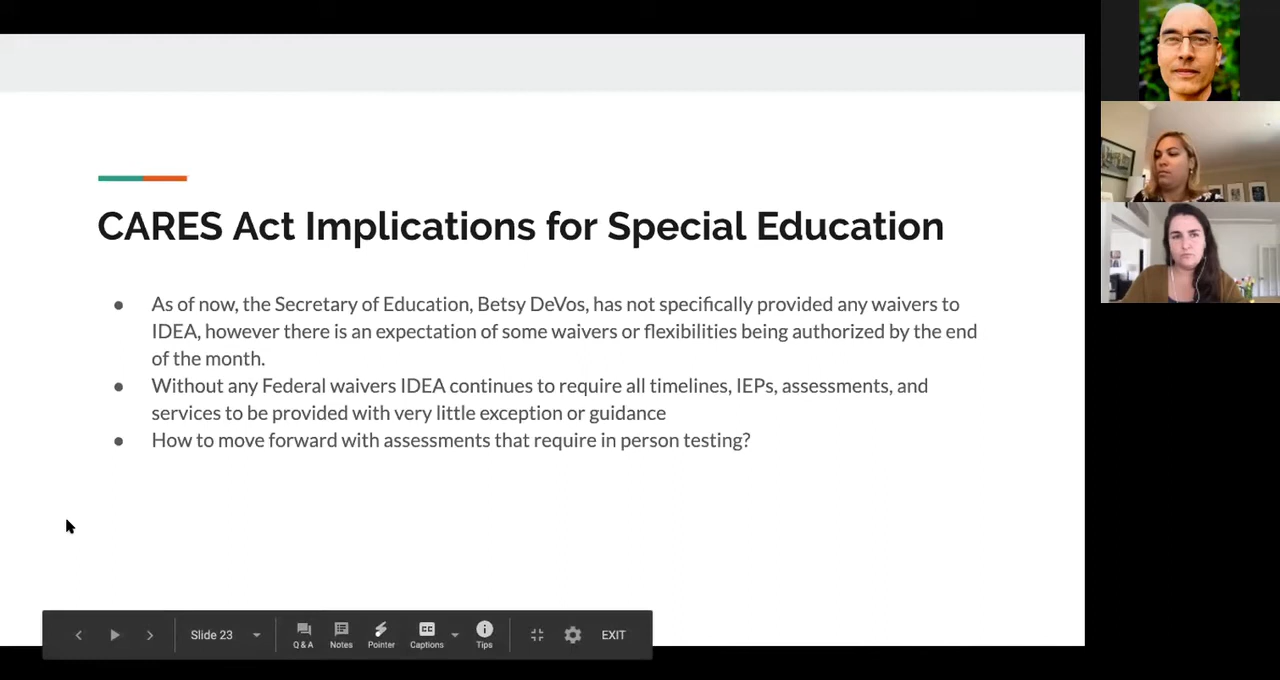 CARES Act Implications for Special Education
● As of now, the Secretary of Education, Betsy DeVos, has not specifically provided any waivers to
IDEA, however there is an expectation of some waivers or flexibilities being authorized by the end
of the month.
● Without any Federal waivers IDEA continues to require all timelines, IEPs, assessments, and
services to be provided with very little exception or guidance
● How to move forward with assessments that require in person testing?
Slide 23
Q & A
Notes
Pointer
CC
Captions
Tips
EXIT